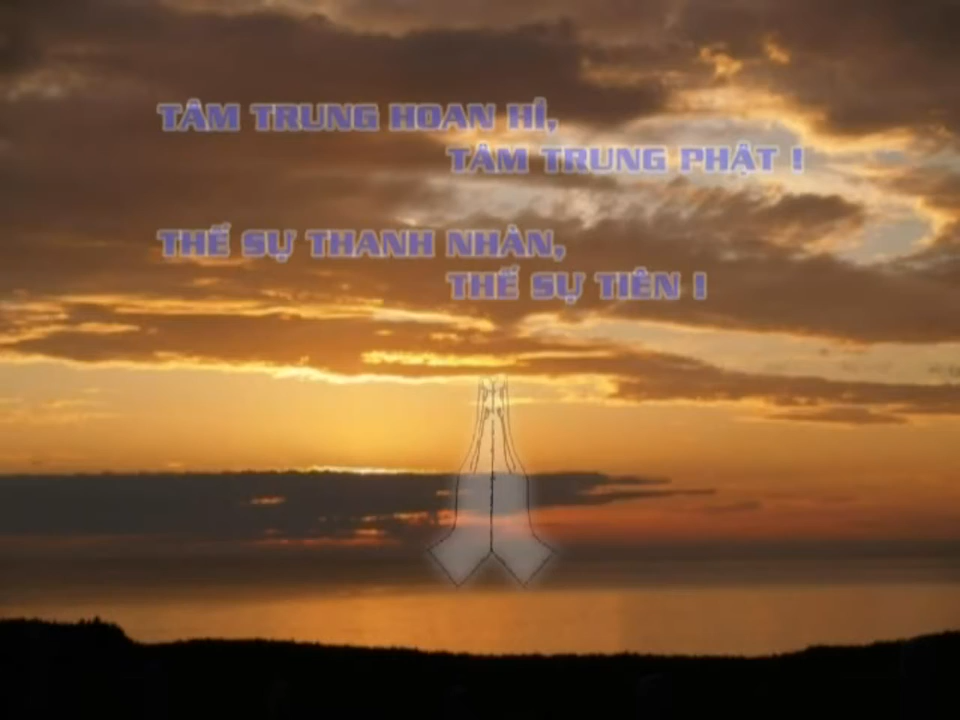 TÂM TRUNG HOAN HỈ,
TÂM TRUNG PHẬT !
THẾ SỰ THANH NHÀN,
THẾ SỰ TIÊN !